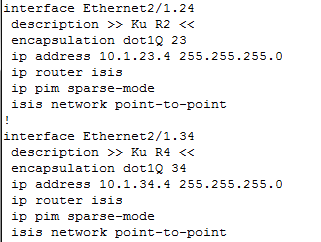 interface Ethernet2/1.24
description >> Ku R2 <<
encapsulation dot1Q 23
ip address 10.1.23.4 255.255.255.0
ip router isis
ip pim sparse-mode
isis network point-to-point
!
interface Ethernet2/1.34
description >> Ku R4 <<
encapsulation dot1Q 34
ip address 10.1.34.4 255.255.255.0
ip router isis
ip pim sparse-mode
isis network point-to-point